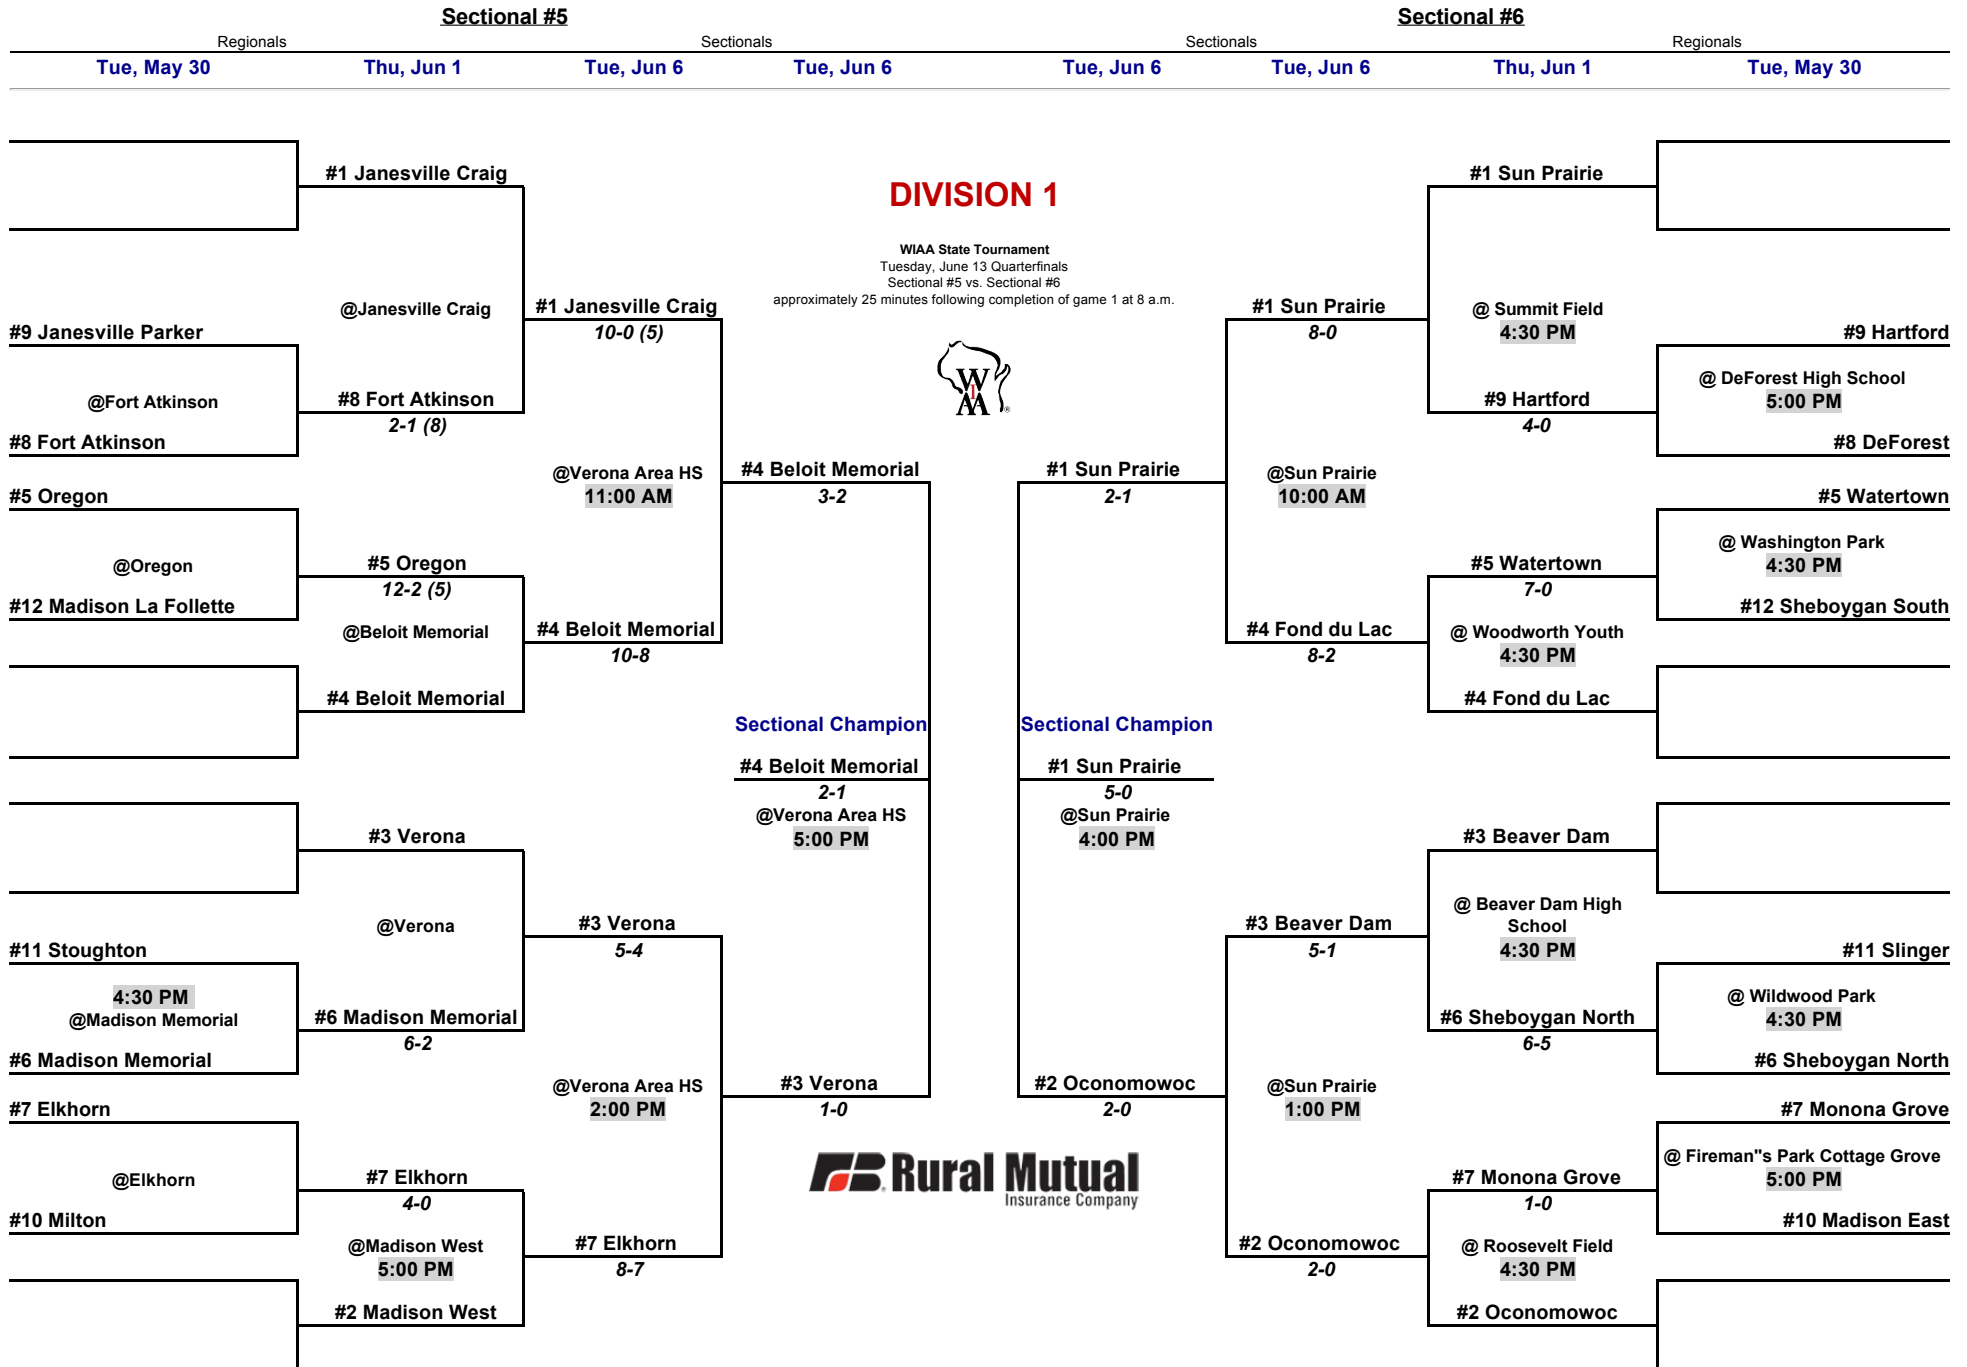 Sectional #5
Sectional #6
Regionals
Sectionals
Sectionals
Regionals
Tue, May 30
Thu, Jun 1
Tue, Jun 6
Tue, Jun 6
Tue, Jun 6
Tue, Jun 6
Thu, Jun 1
Tue, May 30
#9 Janesville Parker
@Fort Atkinson
#8 Fort Atkinson
#5 Oregon
@Oregon
#12 Madison La Follette
#11 Stoughton
4:30 PM
@Madison Memorial
#6 Madison Memorial
#7 Elkhorn
@Elkhorn
#10 Milton
#1 Janesville Craig
@Janesville Craig
#8 Fort Atkinson
2-1 (8)
#5 Oregon
12-2 (5)
@Beloit Memorial
#4 Beloit Memorial
#3 Verona
@Verona
#6 Madison Memorial
6-2
#7 Elkhorn
4-0
@Madison West
5:00 PM
#2 Madison West
#1 Janesville Craig
10-0 (5)
@Verona Area HS
11:00 AM
#4 Beloit Memorial
10-8
#3 Verona
5-4
@Verona Area HS
2:00 PM
#7 Elkhorn
8-7
DIVISION 1
WIAA State Tournament
Tuesday, June 13 Quarterfinals
Sectional #5 vs. Sectional #6
approximately 25 minutes following completion of game 1 at 8 a.m.
W
I
AA
®
#4 Beloit Memorial
3-2
Sectional Champion
#4 Beloit Memorial
2-1
@Verona Area HS
5:00 PM
#3 Verona
1-0
#1 Sun Prairie
2-1
Sectional Champion
#1 Sun Prairie
5-0
@Sun Prairie
4:00 PM
#2 Oconomowoc
2-0
Rural Mutual
Insurance Company
#1 Sun Prairie
8-0
@Sun Prairie
10:00 AM
#4 Fond du Lac
8-2
#3 Beaver Dam
5-1
@Sun Prairie
1:00 PM
#2 Oconomowoc
2-0
#1 Sun Prairie
@ Summit Field
4:30 PM
#9 Hartford
4-0
#5 Watertown
7-0
@ Woodworth Youth
4:30 PM
#4 Fond du Lac
#3 Beaver Dam
@ Beaver Dam High
School
4:30 PM
#6 Sheboygan North
6-5
#7 Monona Grove
1-0
@ Roosevelt Field
4:30 PM
#2 Oconomowoc
#9 Hartford
@ DeForest High School
5:00 PM
#8 DeForest
#5 Watertown
@ Washington Park
4:30 PM
#12 Sheboygan South
#11 Slinger
@ Wildwood Park
4:30 PM
#6 Sheboygan North
#7 Monona Grove
@ Fireman"s Park Cottage Grove
5:00 PM
#10 Madison East